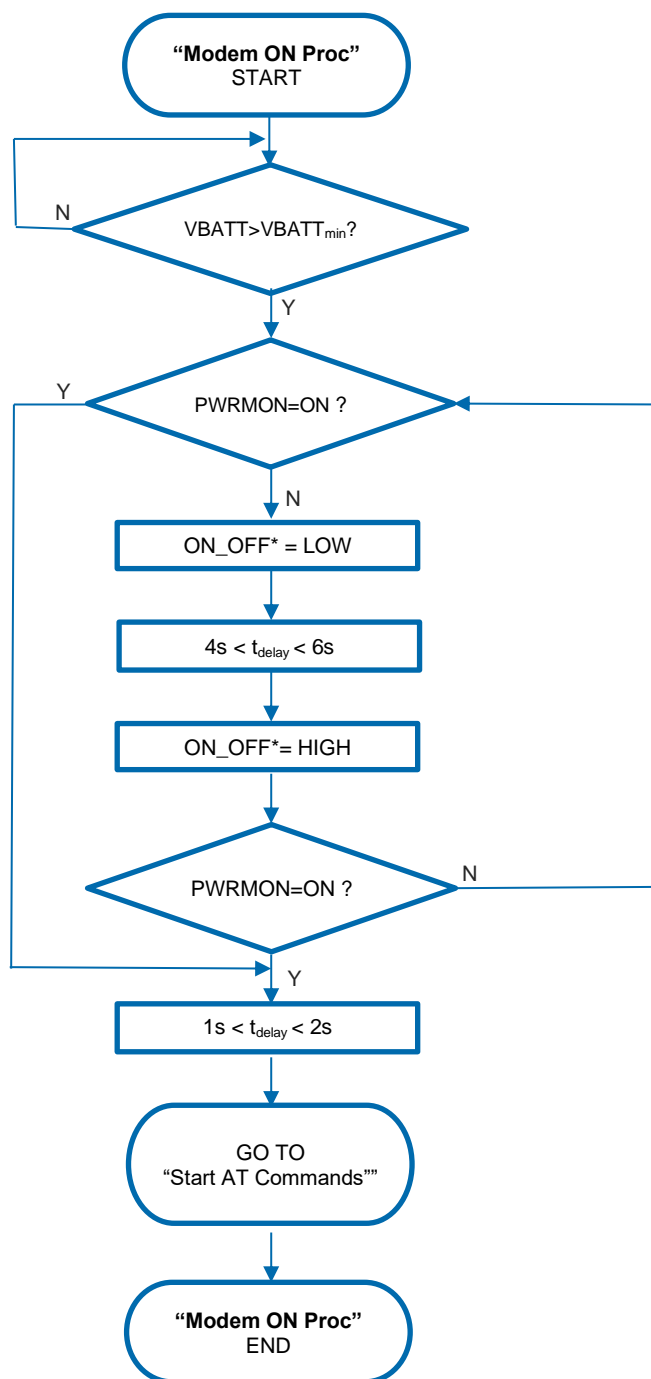 “Modem ON Proc”
START
N
VBATT>VBATTmin?
Y
Y
PWRMON=ON ?
N
ON_OFF* = LOW
4s < tdelay < 6s
ON_OFF*= HIGH
PWRMON=ON ?
N
Y
1s < tdelay < 2s
GO TO
“Start AT Commands””
“Modem ON Proc”
END